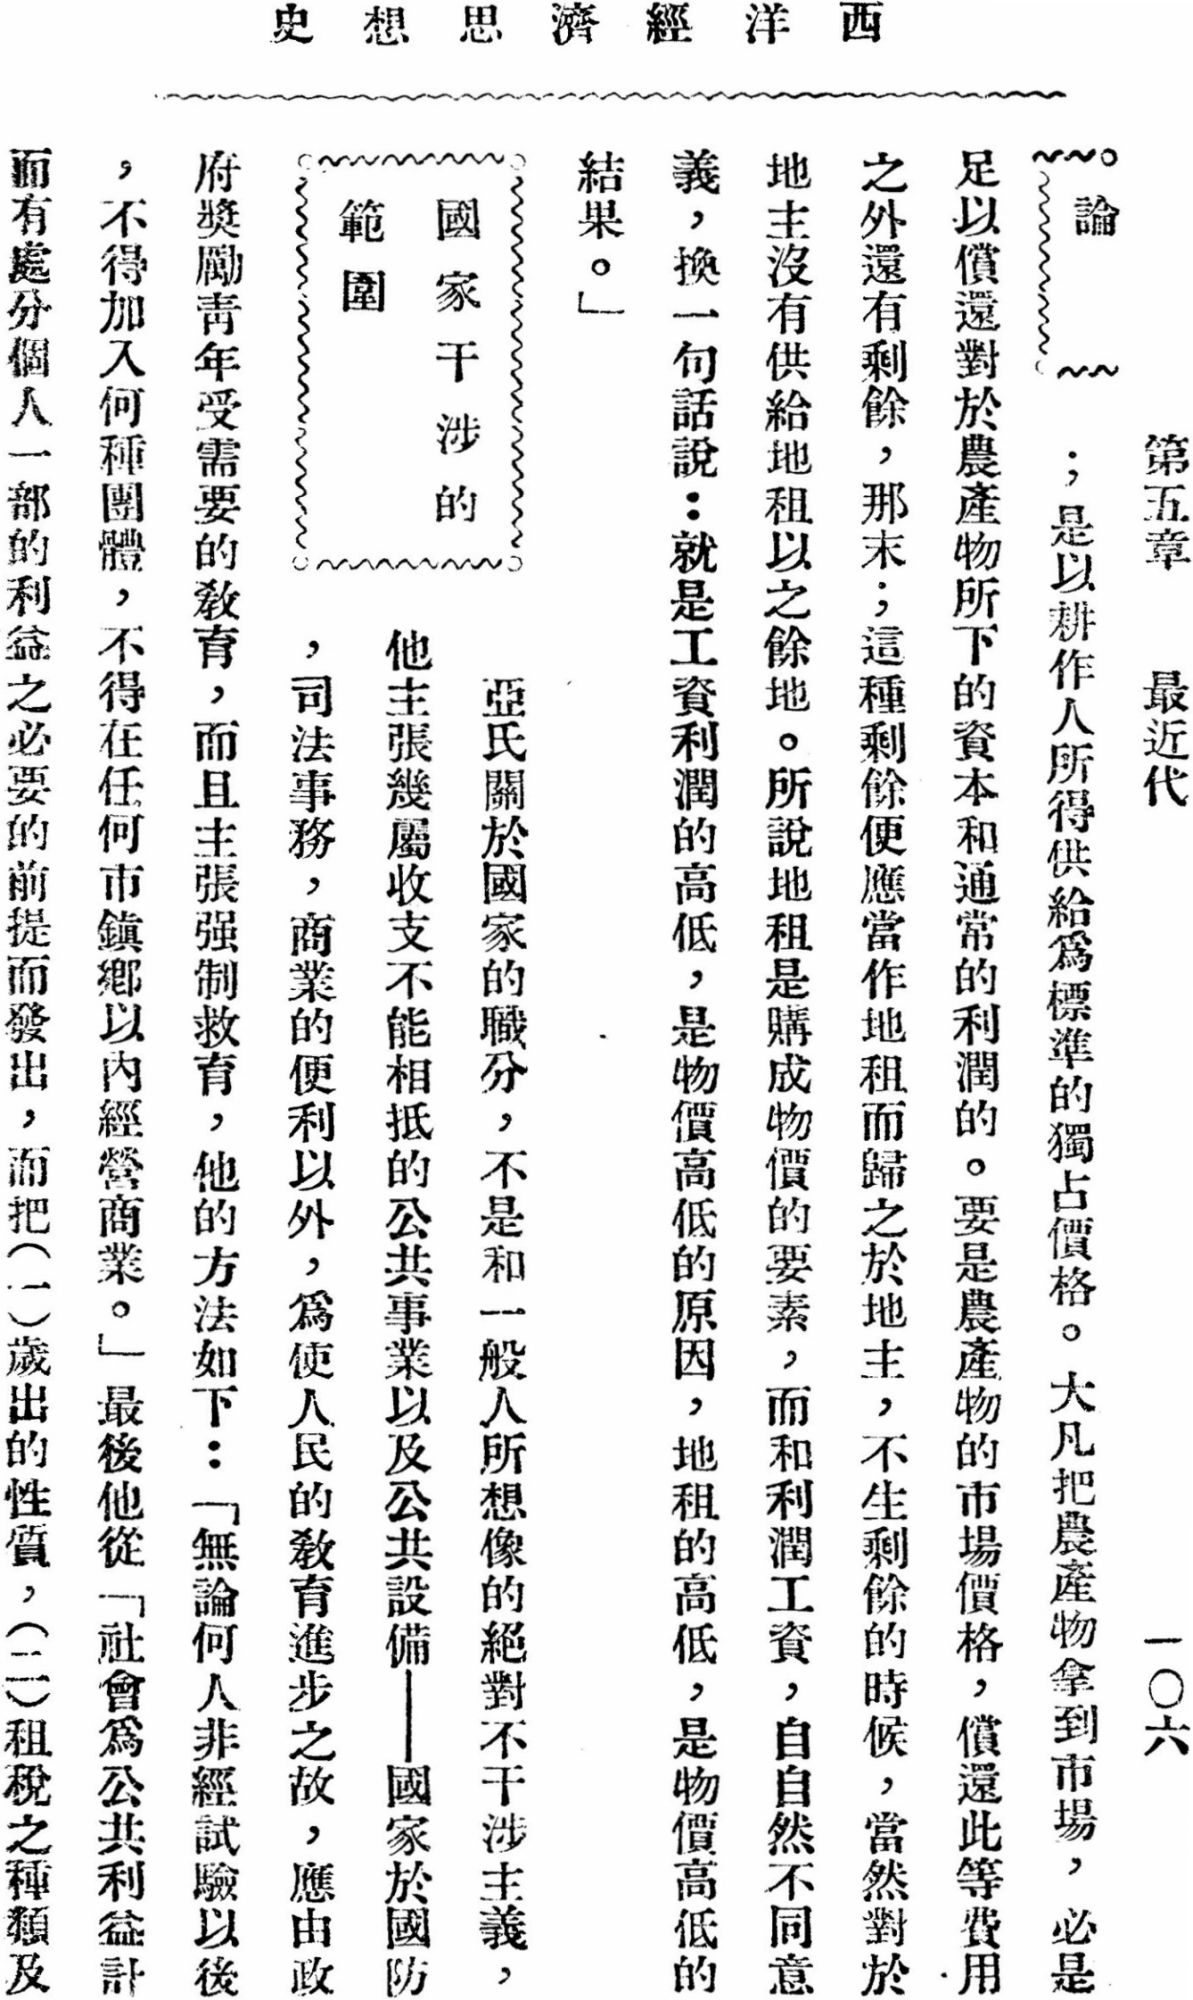 西洋經濟思想史
第五章　最近代　一〇六
論
；是以耕作人所得供給爲標準的獨占價格。大凡把農產物拿到市場，必是
足以償還對於農產物所下的資本和通常的利潤的。要是農產物的市場價格，償還此等費用
之外還有剩餘，那末；這種剩餘便應當作地租而歸之於地主，不生剩餘的時候，當然對於
地主沒有供給地租以之餘地。所說地租是購成物價的要素，而和利潤工資，自自然不同意
義，換一句話說：就是工資利潤的高低，是物價高低的原因，地租的高低，是物價高低的
結果。」
國家干涉的
範圍
亞氏關於國家的職分，不是和一般人所想像的絕對不干涉主義，
他主張幾屬收支不能相抵的公共事業以及公共設備——國家於國防
，司法事務，商業的便利以外，爲使人民的敎育進步之故，應由政
府獎勵青年受需要的敎育，而且主張强制救育，他的方法如下：「無論何人非經試驗以後
，不得加入何種團體，不得在任何市鎮鄉以內經營商業。」最後他從「社會爲公共利益計
而有處分個人一部的利益之必要的前提而發出，而把（一）歲出的性質，（二）租稅之種類及